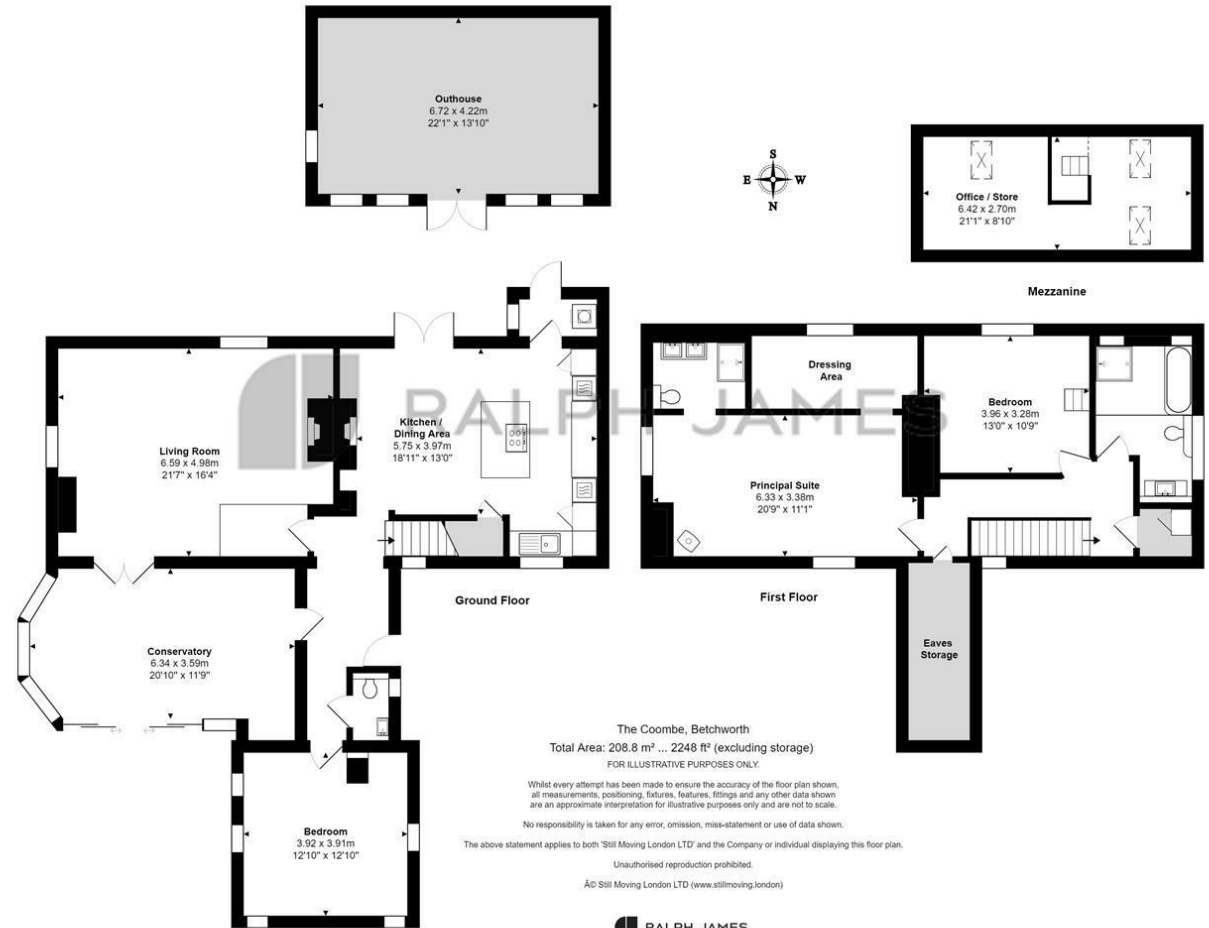 Outhouse
6.72 x 4.22m
22'1" x 13'10"
S
E W
N
Office / Store
6.42 x 2.70m
21'1" x 8'10"
Mezzanine
RALPH JAMES
Living Room
6.59 x 4.98m
21'7" x 16'4"
Kitchen /
Dining Area
5.75 x 3.97m
18'11" x 13'0"
Dressing
Area
Bedroom
3.96 x 3.28m
13'0" x 10'9"
Principal Suite
6.33 x 3.38m
20'9" x 11'1"
Ground Floor
First Floor
Conservatory
6.34 x 3.59m
20'10" x 11'9"
Eaves
Storage
Bedroom
3.92 x 3.91m
12'10" x 12'10"
The Coombe, Betchworth
Total Area: 208.8 m² ... 2248 ft² (excluding storage)
FOR ILLUSTRATIVE PURPOSES ONLY.
Whilst every attempt has been made to ensure the accuracy of the floor plan shown,
all measurements, positioning, fixtures, features, fittings and any other data shown
are an approximate interpretation for illustrative purposes only and are not to scale.
No responsibility is taken for any error, omission, miss-statement or use of data shown.
The above statement applies to both 'Still Moving London LTD' and the Company or individual displaying this floor plan.
Unauthorised reproduction prohibited.
Â© Still Moving London LTD (www.stillmoving.london)
RALPH JAMES